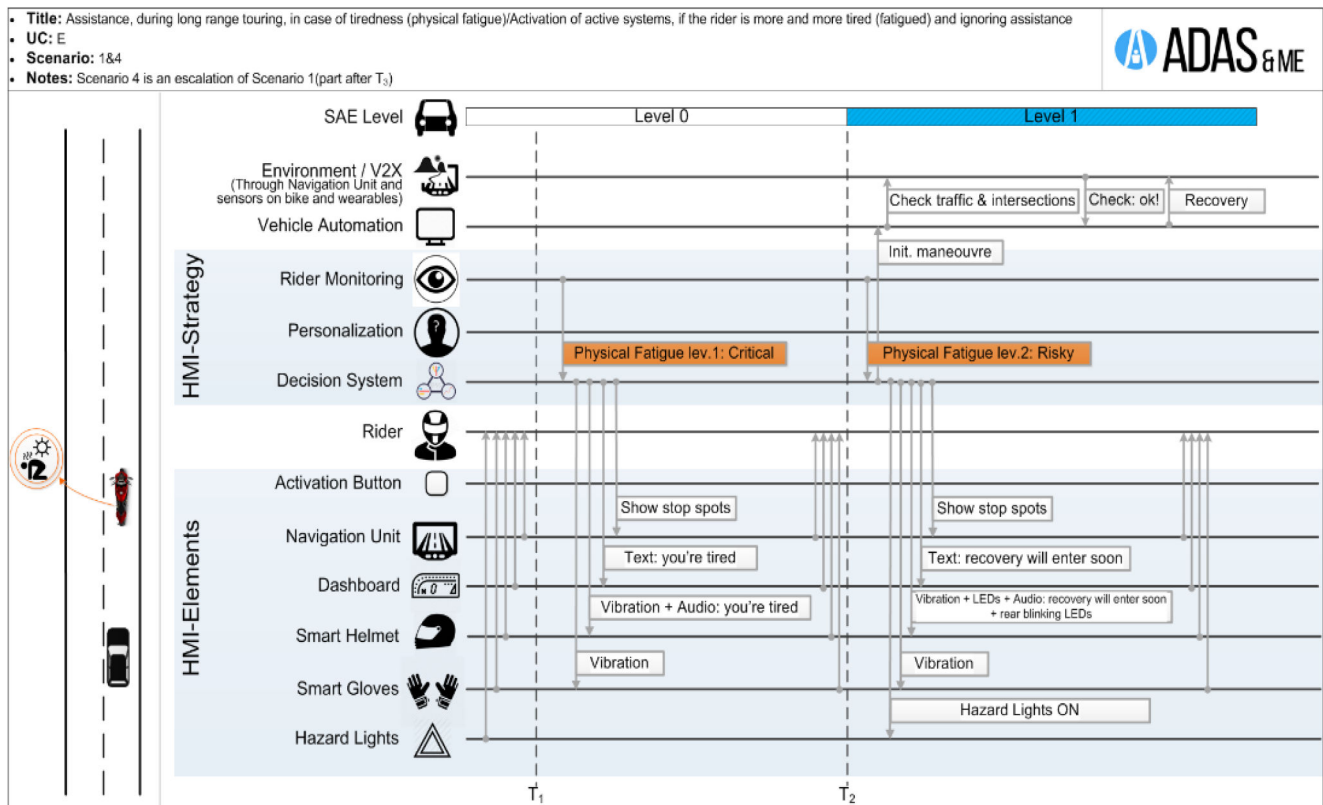 Title: Assistance, during long range touring, in case of tiredness (physical fatigue)/Activation of active systems, if the rider is more and more tired (fatigued) and ignoring assistance
UC: E
Scenario: 1&4
Notes: Scenario 4 is an escalation of Scenario 1(part after T3)
ADAS & ME
SAE Level
Level 0
Level 1
Environment / V2X
(Through Navigation Unit and
sensors on bike and wearables)
Check traffic & intersections
Check: ok!
Recovery
Vehicle Automation
Init. maneouvre
HMI-Strategy
Rider Monitoring
Personalization
?
Physical Fatigue lev.1: Critical
Physical Fatigue lev.2: Risky
Decision System
Rider
HMI-Elements
Activation Button
Show stop spots
Show stop spots
Navigation Unit
Text: you're tired
Text: recovery will enter soon
Dashboard
Vibration + Audio: you're tired
Vibration + LEDs + Audio: recovery will enter soon
+ rear blinking LEDs
Smart Helmet
Vibration
Vibration
Smart Gloves
Hazard Lights ON
Hazard Lights
T1
T2